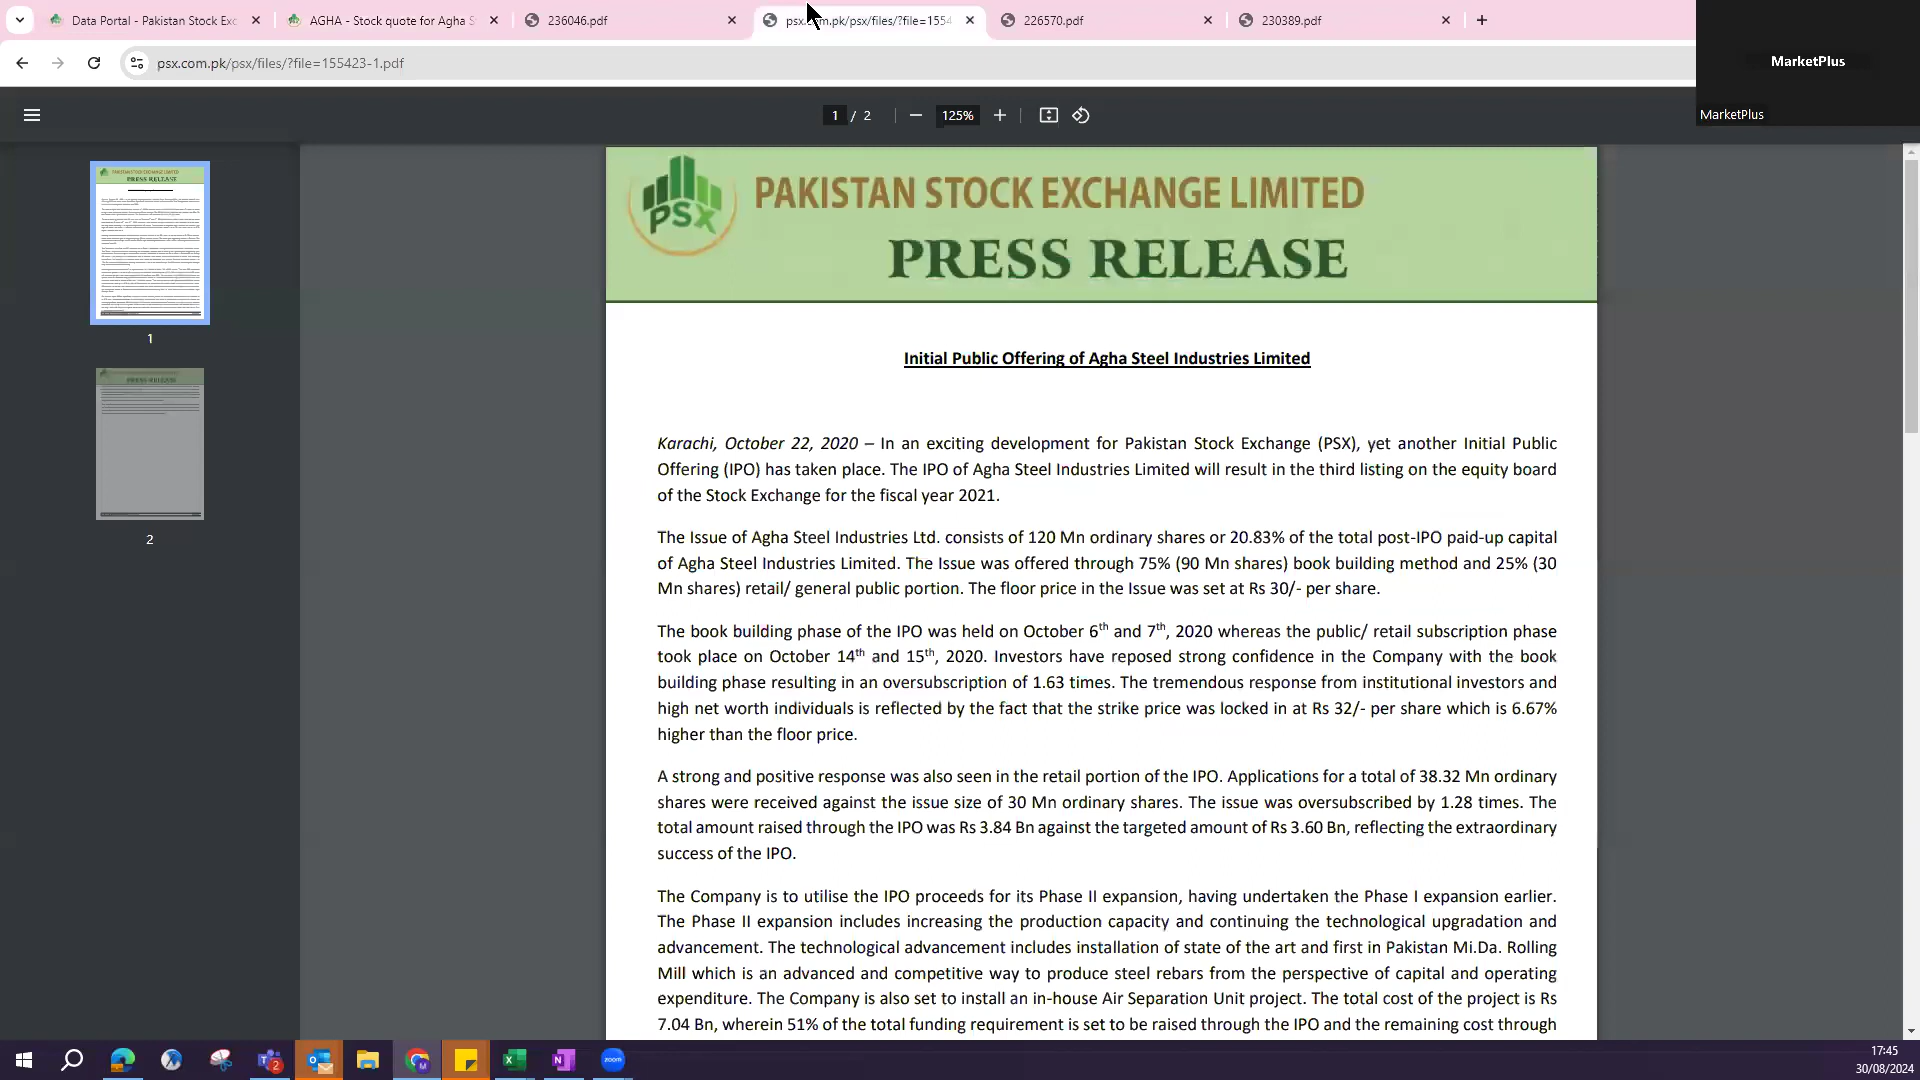 Data Portal - Pakistan Stock Exc
AGHA - Stock quote for Agha S
236046.pdf
psx.com.pk/psx/files/?file=1554
226570.pdf
230389.pdf
psx.com.pk/psx/files/?file=155423-1.pdf
MarketPlus
MarketPlus
1 / 2
125%
PSX
PAKISTAN STOCK EXCHANGE LIMITED
PRESS RELEASE
1
2
Initial Public Offering of Agha Steel Industries Limited
Karachi, October 22, 2020 – In an exciting development for Pakistan Stock Exchange (PSX), yet another Initial Public
Offering (IPO) has taken place. The IPO of Agha Steel Industries Limited will result in the third listing on the equity board
of the Stock Exchange for the fiscal year 2021.
The Issue of Agha Steel Industries Ltd. consists of 120 Mn ordinary shares or 20.83% of the total post-IPO paid-up capital
of Agha Steel Industries Limited. The Issue was offered through 75% (90 Mn shares) book building method and 25% (30
Mn shares) retail/ general public portion. The floor price in the Issue was set at Rs 30/- per share.
The book building phase of the IPO was held on October 6th and 7th, 2020 whereas the public/ retail subscription phase
took place on October 14th and 15th, 2020. Investors have reposed strong confidence in the Company with the book
building phase resulting in an oversubscription of 1.63 times. The tremendous response from institutional investors and
high net worth individuals is reflected by the fact that the strike price was locked in at Rs 32/- per share which is 6.67%
higher than the floor price.
A strong and positive response was also seen in the retail portion of the IPO. Applications for a total of 38.32 Mn ordinary
shares were received against the issue size of 30 Mn ordinary shares. The issue was oversubscribed by 1.28 times. The
total amount raised through the IPO was Rs 3.84 Bn against the targeted amount of Rs 3.60 Bn, reflecting the extraordinary
success of the IPO.
The Company is to utilise the IPO proceeds for its Phase II expansion, having undertaken the Phase I expansion earlier.
The Phase II expansion includes increasing the production capacity and continuing the technological upgradation and
advancement. The technological advancement includes installation of state of the art and first in Pakistan Mi.Da. Rolling
Mill which is an advanced and competitive way to produce steel rebars from the perspective of capital and operating
expenditure. The Company is also set to install an in-house Air Separation Unit project. The total cost of the project is Rs
7.04 Bn, wherein 51% of the total funding requirement is set to be raised through the IPO and the remaining cost through
zoom
17:45
30/08/2024